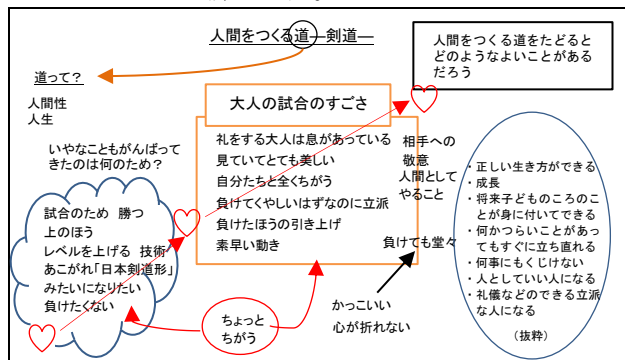 人間をつくる道―剣道―
人間をつくる道をたどると
どのようなよいことがある
だろう
道って?
人間性
人生
大人の試合のすごさ
礼をする大人は息があっている
見ていてとても美しい
自分たちと全くちがう
負けてくやしいはずなのに立派
負けたほうの引き上げ
素早い動き
相手への
敬意
人間として
やること
負けても堂々
いやなこともがんばって
きたのは何のため?
試合のため 勝つ
上のほう
レベルを上げる 技術
あこがれ「日本剣道形」
みたいになりたい
負けたくない
ちょっと
ちがう
かっこいい
心が折れない
・正しい生き方ができる
・成長
・将来子どものころのこ
とが身に付いてできる
・何かつらいことがあっ
てもすぐに立ち直れる
・何事にもくじけない
・人としていい人になる
・礼儀などのできる立派
な人になる
(抜粋)